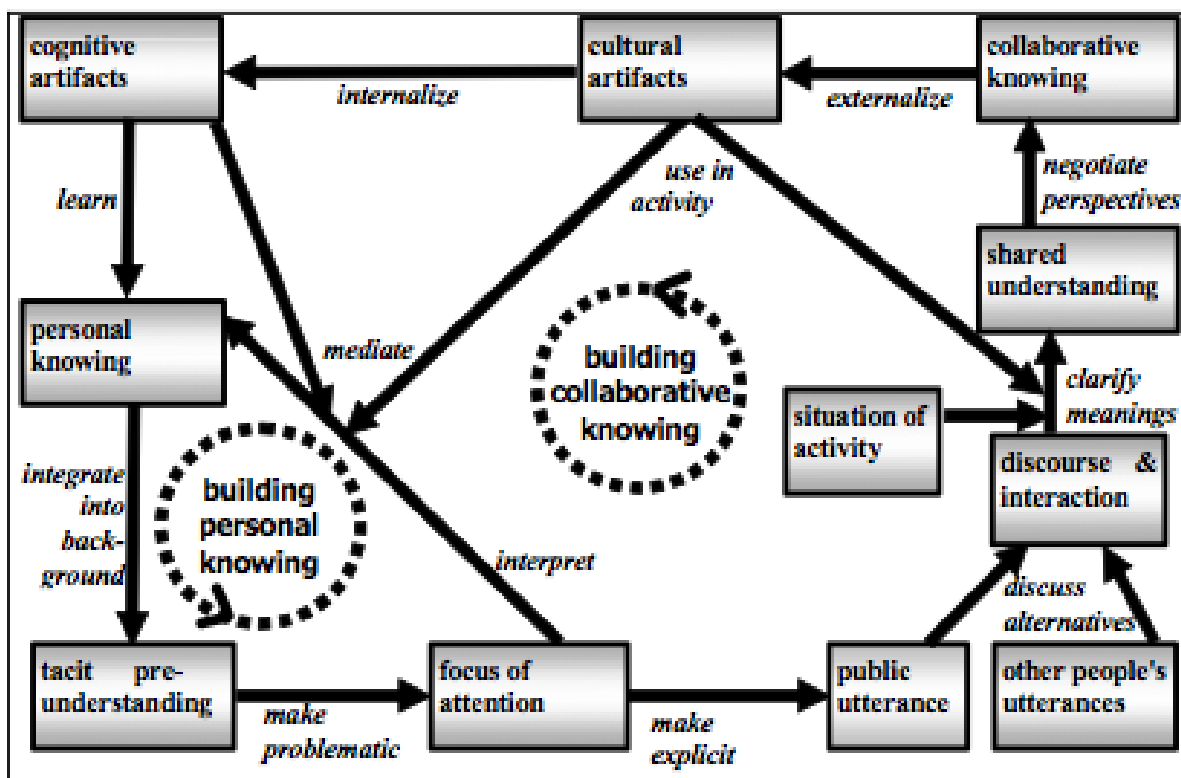 cognitive
artifacts
cultural
artifacts
collaborative
knowing
internalize
externalize
learn
use in
activity
negotiate
perspectives
shared
understanding
personal
knowing
mediate
building
collaborative
knowing
situation of
activity
clarify
meanings
discourse &
interaction
integrate
into
back-
ground
building
personal
knowing
interpret
discuss
alternatives
tacit pre-
understanding
focus of
attention
public
utterance
other people's
utterances
make
problematic
make
explicit